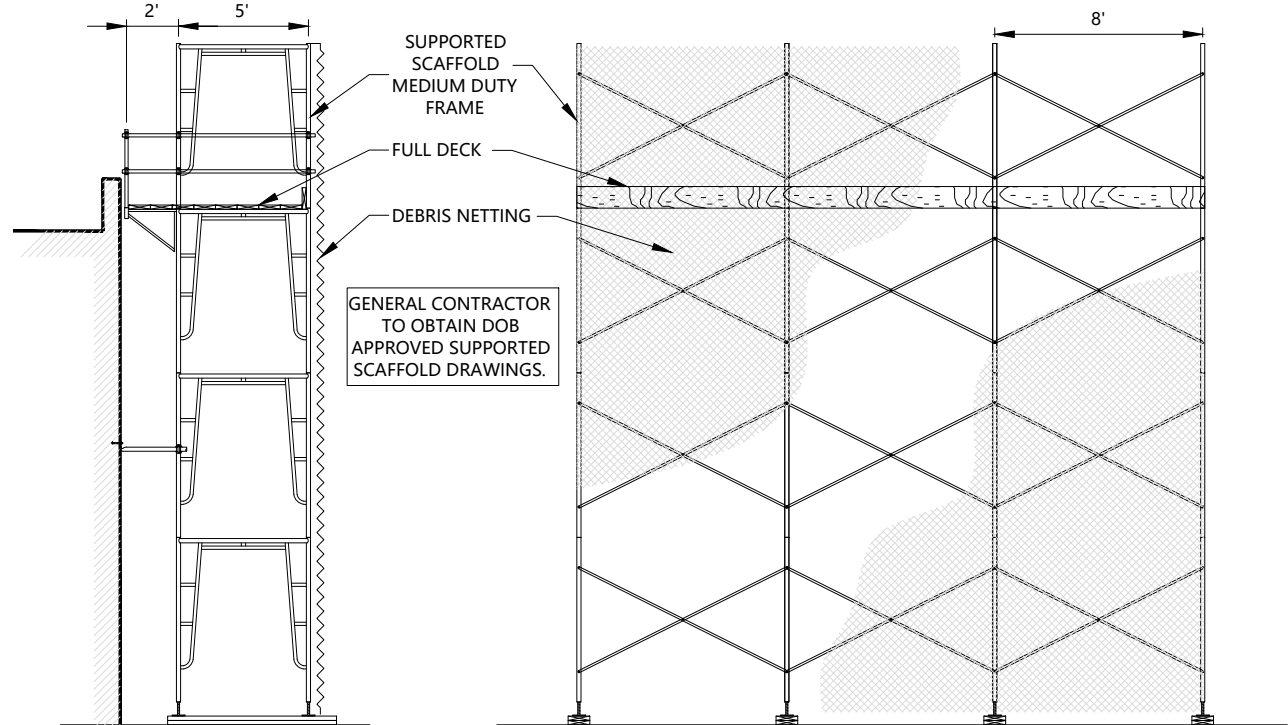 2'
5'
8'
SUPPORTED
SCAFFOLD
MEDIUM DUTY
FRAME
FULL DECK
DEBRIS NETTING
GENERAL CONTRACTOR
TO OBTAIN DOB
APPROVED SUPPORTED
SCAFFOLD DRAWINGS.